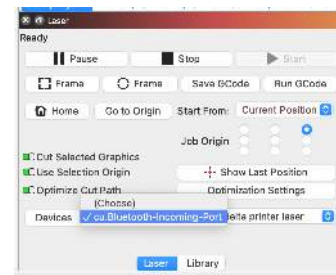 Laser
Ready
Pause Stop Start
Frame Frame Save GCode Run GCode
Home Go to Origin Start From: Current Position
Job Origin
Cut Selected Graphics
Use Selection Origin Show Last Position
Optimize Cut Path Optimization Settings
(Choose)
Devices ✓ cu.Bluetooth-Incoming-Port printer laser
Laser Library